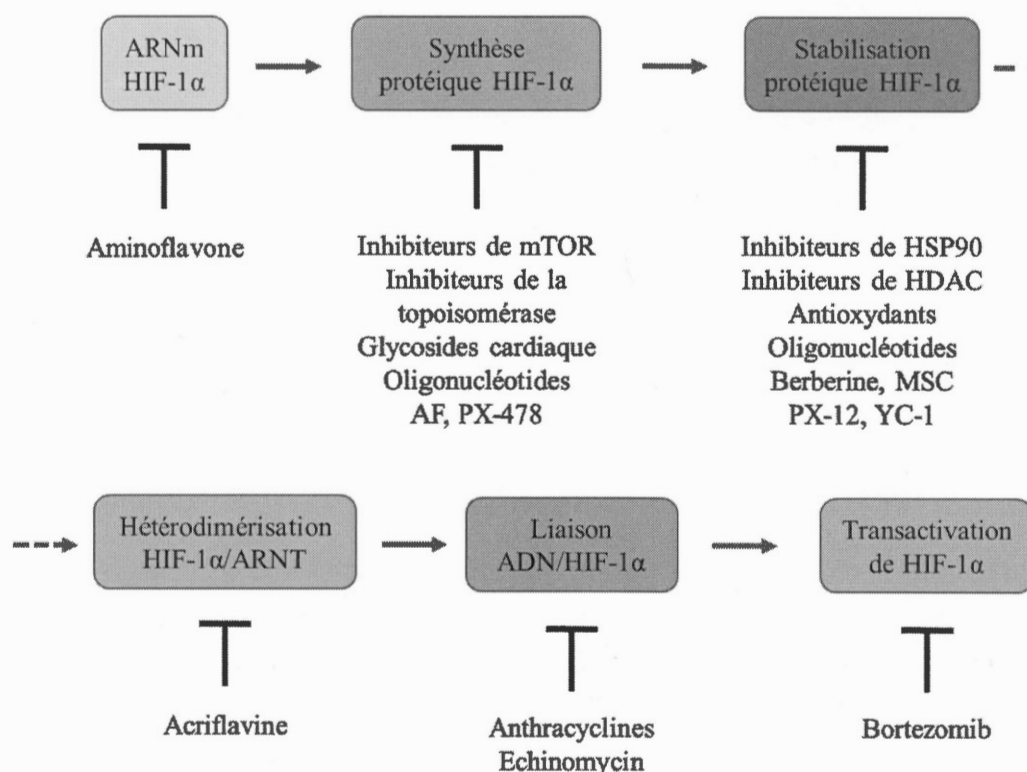 ARNm
HIF-1α
Synthèse
protéique HIF-1α
Stabilisation
protéique HIF-1α
Aminoflavone
Inhibiteurs de mTOR
Inhibiteurs de la
topoisomérase
Glycosides cardiaque
Oligonucléotides
AF, PX-478
Inhibiteurs de HSP90
Inhibiteurs de HDAC
Antioxydants
Oligonucléotides
Berberine, MSC
PX-12, YC-1
Hétérodimérisation
HIF-1α/ARNT
Liaison
ADN/HIF-1α
Transactivation
de HIF-1α
Acriflavine
Anthracyclines
Echinomycin
Bortezomib